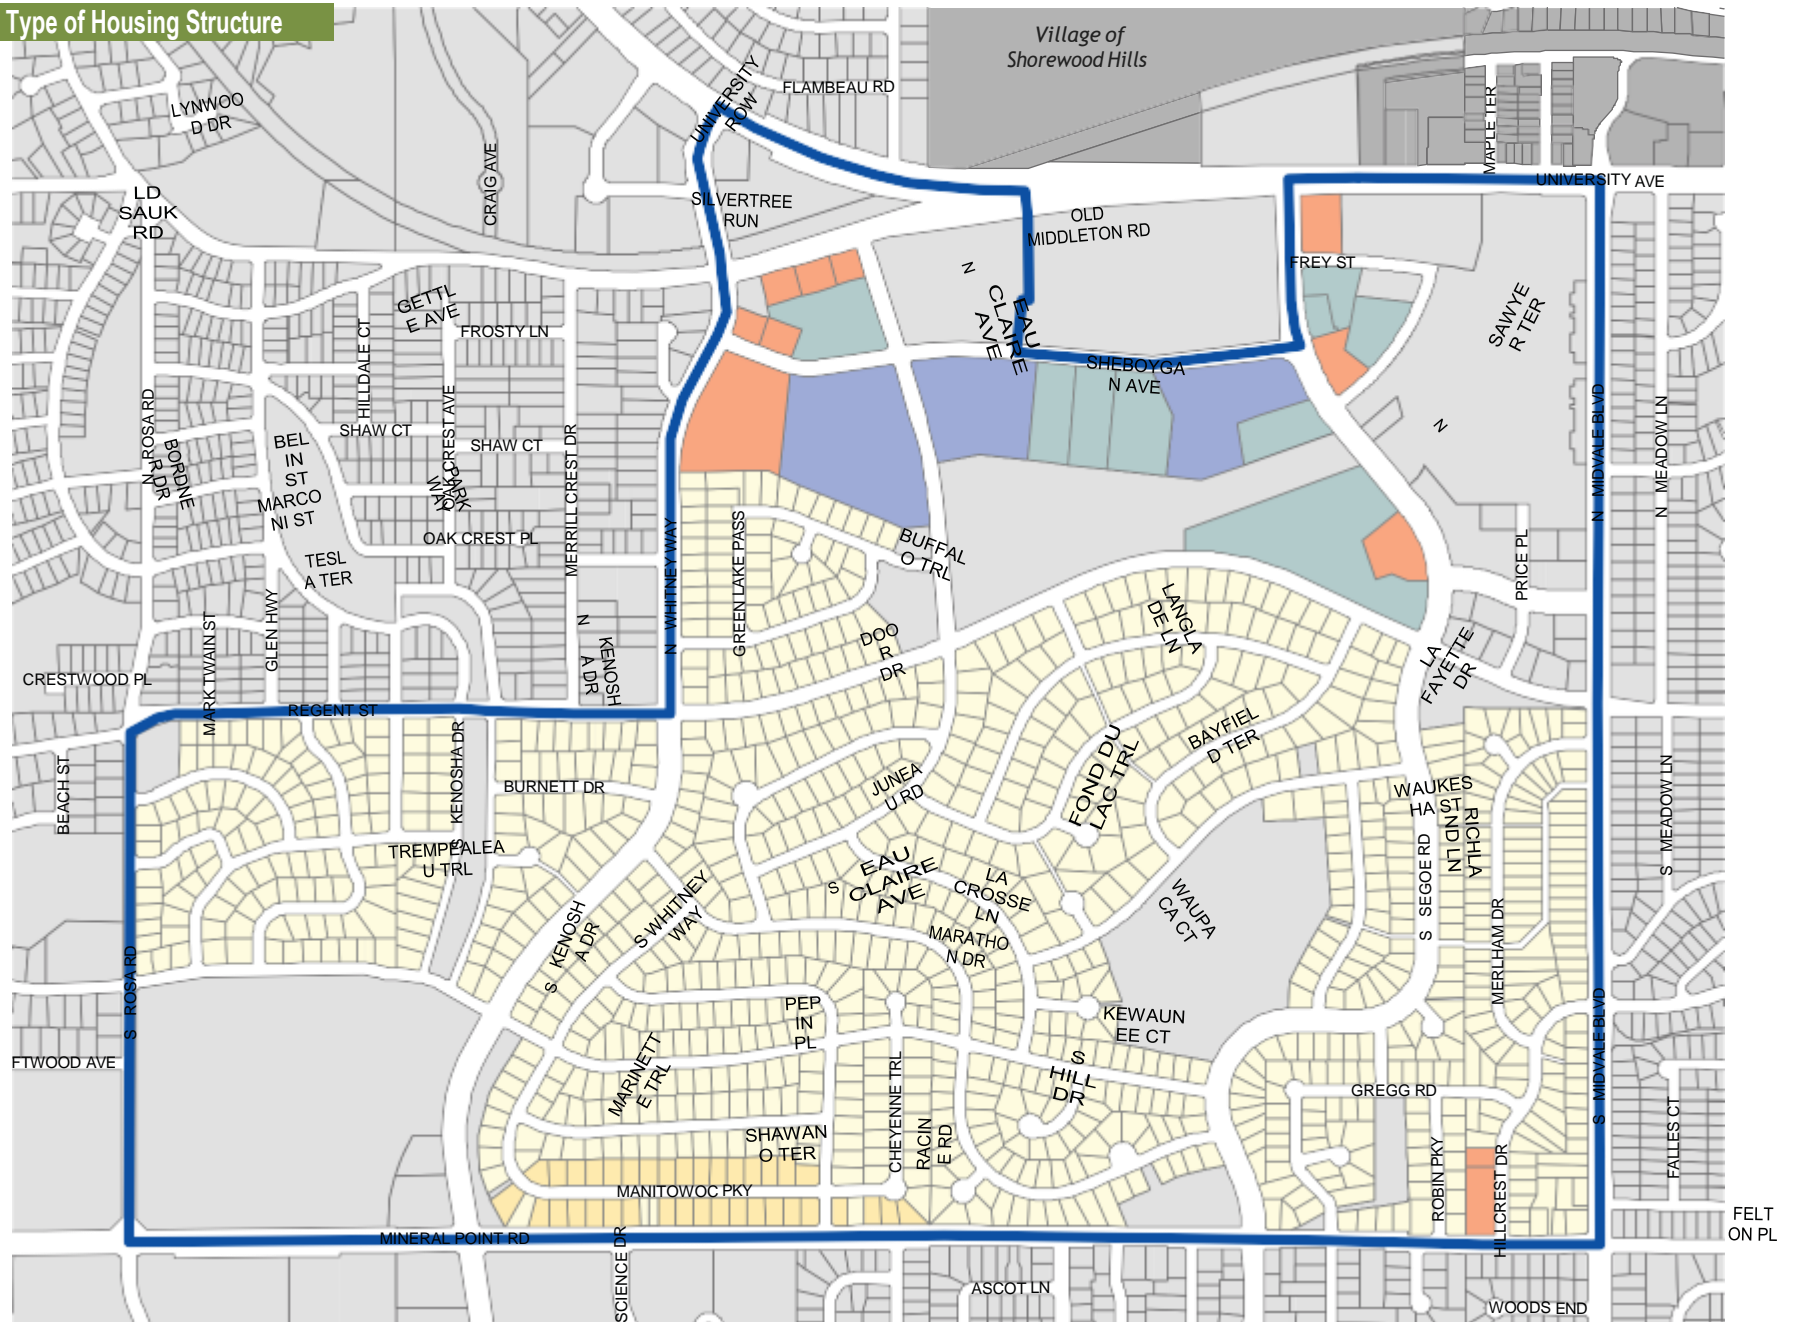 Type of Housing Structure
Village of
Shorewood Hills
UNIVERSITY
ROW
FLAMBEAU RD
LYNWOO
D DR
CRAIG AVE
MAPLE TER
UNIVERSITY AVE
LD
SAUK
RD
SILVERTREE
RUN
OLD
MIDDLETON RD
N
EAU
CLAIRE
AVE
FREY ST
SAWYE
R TER
GETTL
E AVE
FROSTY LN
HILLDALE CT
SHEBOYGA
N AVE
N ROSA RD
BORDNE
R DR
BEL
IN
ST
MARCO
NI ST
SHAW CT
OAK CREST AVE
SHAW CT
PARK
WAY
MERRILL CREST DR
N
N MIDVALE BLVD
N MEADOW LN
OAK CREST PL
TESL
A TER
N WHITNEY WAY
GREEN LAKE PASS
BUFFAL
O TRL
PRICE PL
MARK TWAIN ST
GLEN HWY
N
KENOSH
A DR
DOO
R
DR
LANGLA
DE LN
LA
FAYETTE
DR
CRESTWOOD PL
REGENT ST
BEACH ST
S KENOSHA DR
BURNETT DR
TREMPEALEA
U TRL
JUNEA
U RD
FOND DU
LAC TRL
BAYFIEL
D TER
WAUKES
HA ST
RICHLA
ND LN
S MEADOW LN
S
EAU
CLAIRE
AVE
LA
CROSSE
LN
S SEGOE RD
S WHITNEY
WAY
S KENOSH
A DR
MARATHO
N DR
WAUPA
CA CT
MERLHAM DR
S ROSA RD
PEP
IN
PL
KEWAUN
EE CT
S MIDVALE BLVD
FTWOOD AVE
MARINETT
E TRL
S
HILL
DR
CHEYENNE TRL
RACIN
E RD
GREGG RD
SHAWAN
O TER
ROBIN PKY
HILLCREST DR
FALLES CT
MANITOWOC PKY
MINERAL POINT RD
SCIENCE DR
FELT
ON PL
ASCOT LN
WOODS END